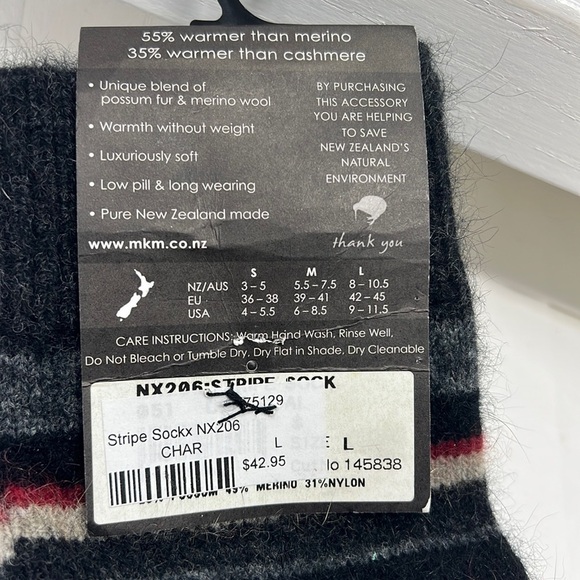 55% warmer than merino
35% warmer than cashmere
• Unique blend of
possum fur & merino wool
• Warmth without weight
• Luxuriously soft
• Low pill & long wearing
• Pure New Zealand made
www.mkm.co.nz
BY PURCHASING
THIS ACCESSORY
YOU ARE HELPING
TO SAVE
NEW ZEALAND'S
NATURAL
ENVIRONMENT
thank you
S M L
NZ/AUS 3 – 5 5.5 – 7.5 8 – 10.5
EU 36 – 38 39 – 41 42 – 45
USA 4 – 5.5 6 – 8.5 9 – 11.5
CARE INSTRUCTIONS: Warm Hand Wash, Rinse Well,
Do Not Bleach or Tumble Dry. Dry Flat in Shade, Dry Cleanable
NX206:STRIPE SOCK
75129
Stripe Sockx NX206
CHAR
L
L
$42.95
145838
MERINO 31%NYLON